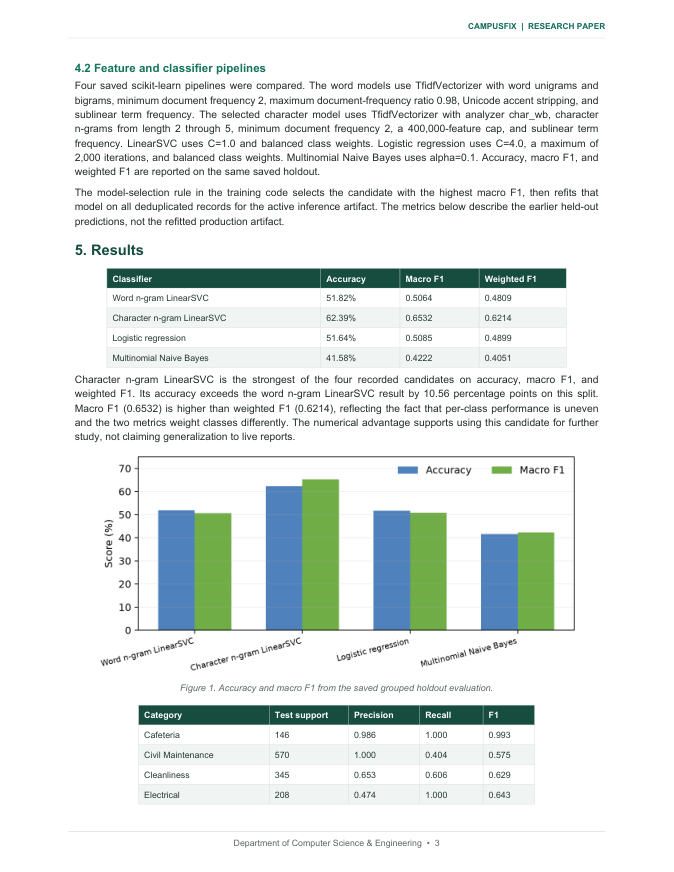 CAMPUSFIX | RESEARCH PAPER
4.2 Feature and classifier pipelines
Four saved scikit-learn pipelines were compared. The word models use TfidfVectorizer with word unigrams and
bigrams, minimum document frequency 2, maximum document-frequency ratio 0.98, Unicode accent stripping, and
sublinear term frequency. The selected character model uses TfidfVectorizer with analyzer char_wb, character
n-grams from length 2 through 5, minimum document frequency 2, a 400,000-feature cap, and sublinear term
frequency. LinearSVC uses C=1.0 and balanced class weights. Logistic regression uses C=4.0, a maximum of
2,000 iterations, and balanced class weights. Multinomial Naive Bayes uses alpha=0.1. Accuracy, macro F1, and
weighted F1 are reported on the same saved holdout.
The model-selection rule in the training code selects the candidate with the highest macro F1, then refits that
model on all deduplicated records for the active inference artifact. The metrics below describe the earlier held-out
predictions, not the refitted production artifact.
5. Results
Classifier Accuracy Macro F1 Weighted F1
Word n-gram LinearSVC 51.82% 0.5064 0.4809
Character n-gram LinearSVC 62.39% 0.6532 0.6214
Logistic regression 51.64% 0.5085 0.4899
Multinomial Naive Bayes 41.58% 0.4222 0.4051
Character n-gram LinearSVC is the strongest of the four recorded candidates on accuracy, macro F1, and
weighted F1. Its accuracy exceeds the word n-gram LinearSVC result by 10.56 percentage points on this split.
Macro F1 (0.6532) is higher than weighted F1 (0.6214), reflecting the fact that per-class performance is uneven
and the two metrics weight classes differently. The numerical advantage supports using this candidate for further
study, not claiming generalization to live reports.
Accuracy Macro F1
70
60
50
40
30
20
10
0
Score (%)
Word n-gram LinearSVC
Character n-gram LinearSVC
Logistic regression
Multinomial Naive Bayes
Figure 1. Accuracy and macro F1 from the saved grouped holdout evaluation.
Category Test support Precision Recall F1
Cafeteria 146 0.986 1.000 0.993
Civil Maintenance 570 1.000 0.404 0.575
Cleanliness 345 0.653 0.606 0.629
Electrical 208 0.474 1.000 0.643
Department of Computer Science & Engineering • 3